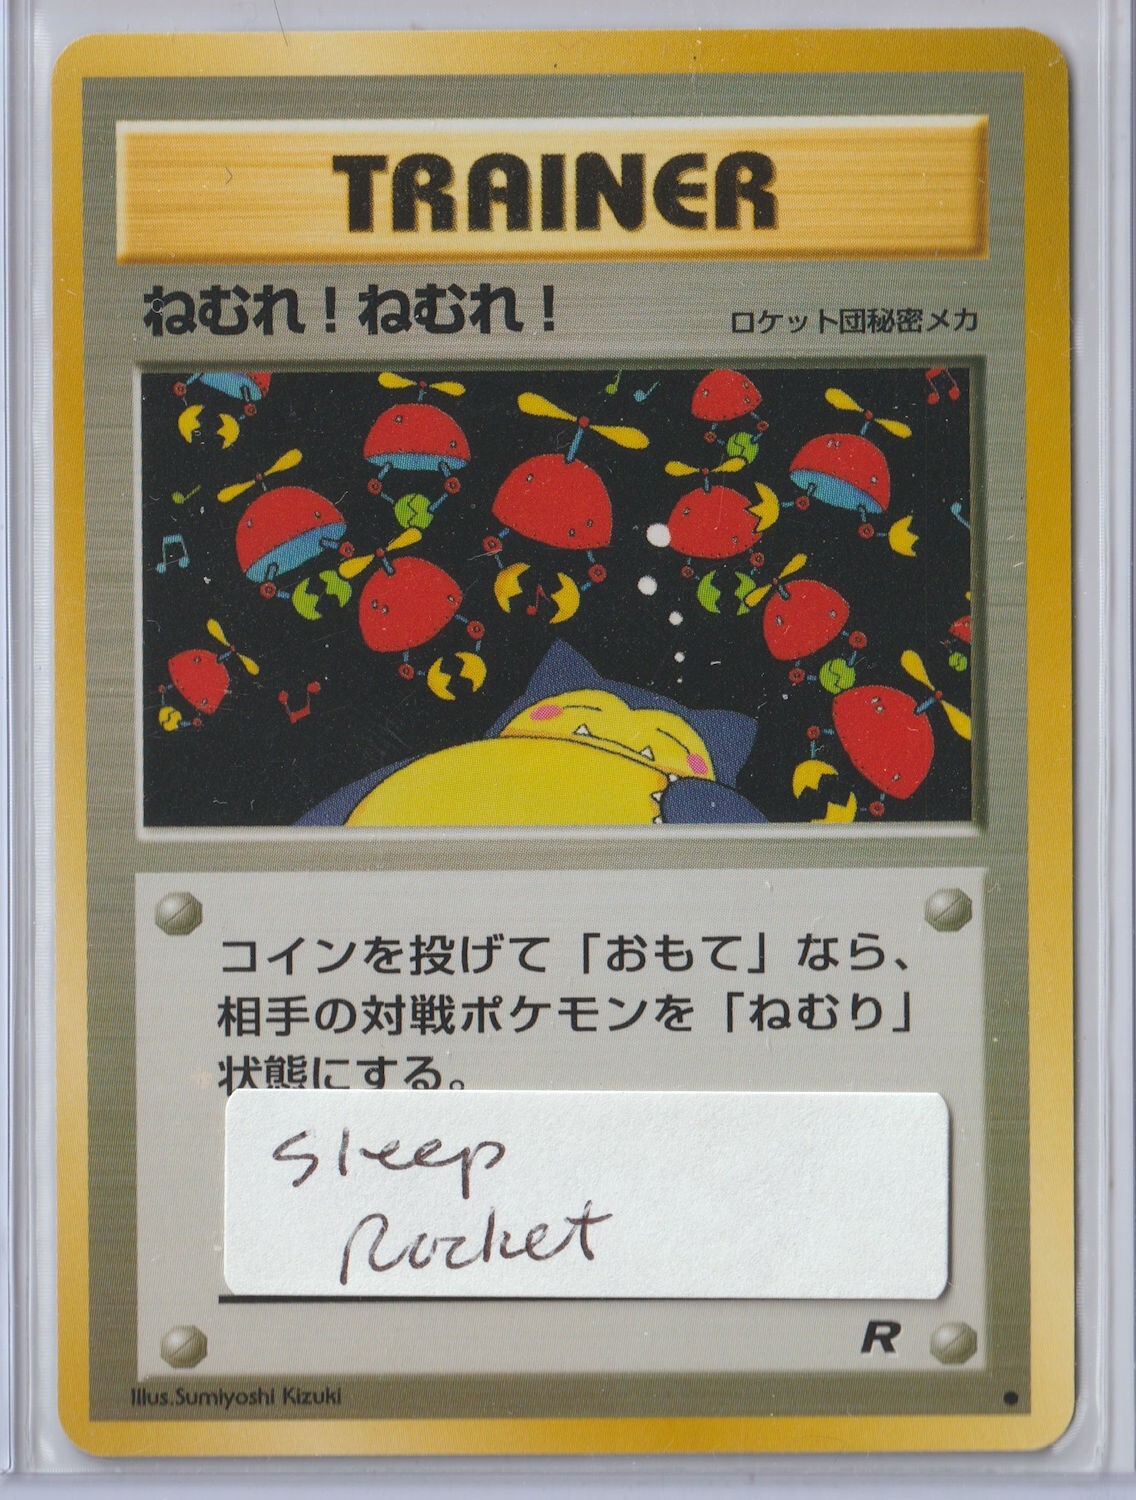 TRAINER
ねむれ！ねむれ！
ロケット団秘密メカ
コインを投げて「おもて」なら、
相手の対戦ポケモンを「ねむり」
状態にする。
Sleep
Rocket
R
Illus.Sumiyoshi Kizuki